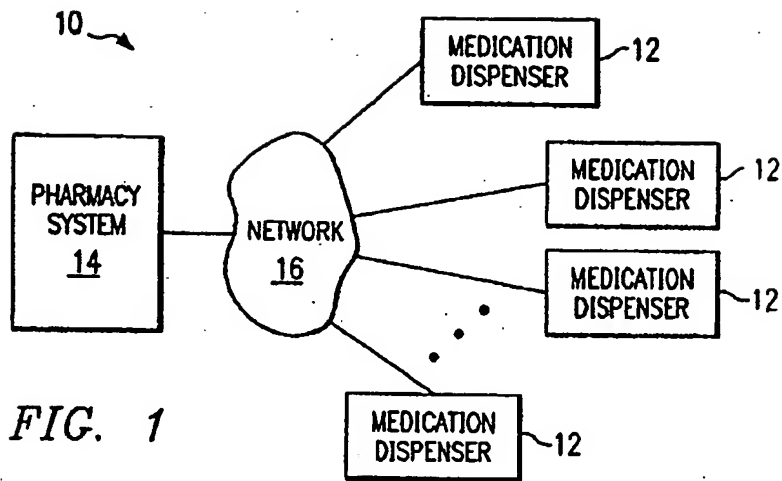 10
MEDICATION
DISPENSER
12
MEDICATION
DISPENSER
12
PHARMACY
SYSTEM
14
NETWORK
16
MEDICATION
DISPENSER
12
MEDICATION
DISPENSER
12
FIG. 1